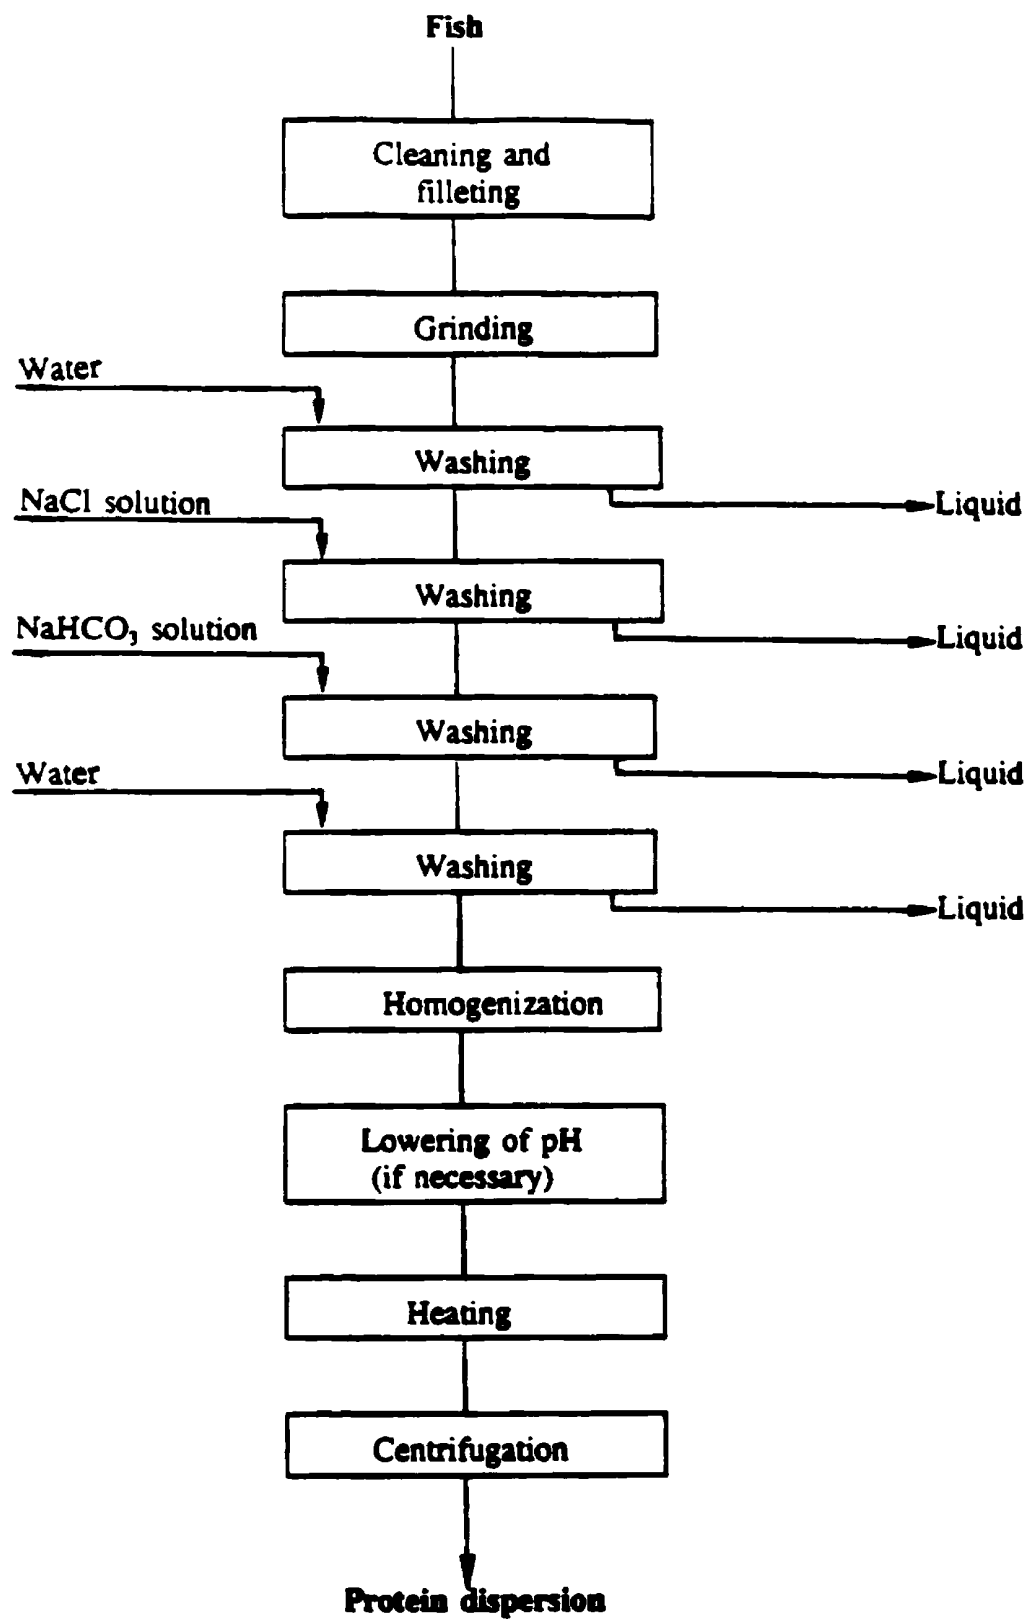 Fish
Cleaning and
filleting
Grinding
Water
Washing
Liquid
NaCl solution
Washing
Liquid
NaHCO₃ solution
Washing
Liquid
Water
Washing
Liquid
Homogenization
Lowering of pH
(if necessary)
Heating
Centrifugation
Protein dispersion